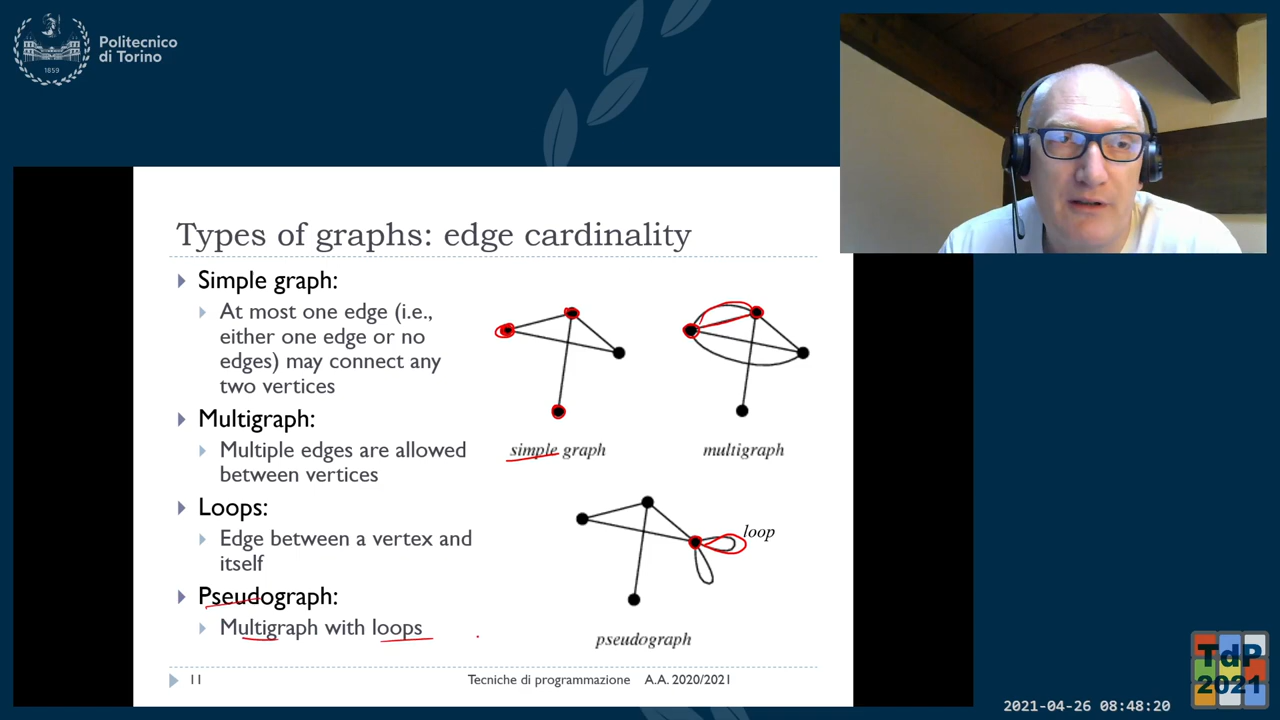 Politecnico
di Torino
1859
Types of graphs: edge cardinality
Simple graph:
At most one edge (i.e.,
either one edge or no
edges) may connect any
two vertices
Multigraph:
Multiple edges are allowed
between vertices
Loops:
Edge between a vertex and
itself
Pseudograph:
Multigraph with loops
simple graph
multigraph
loop
pseudograph
11
Tecniche di programmazione A.A. 2020/2021
TdP
2021
2021-04-26 08:48:20